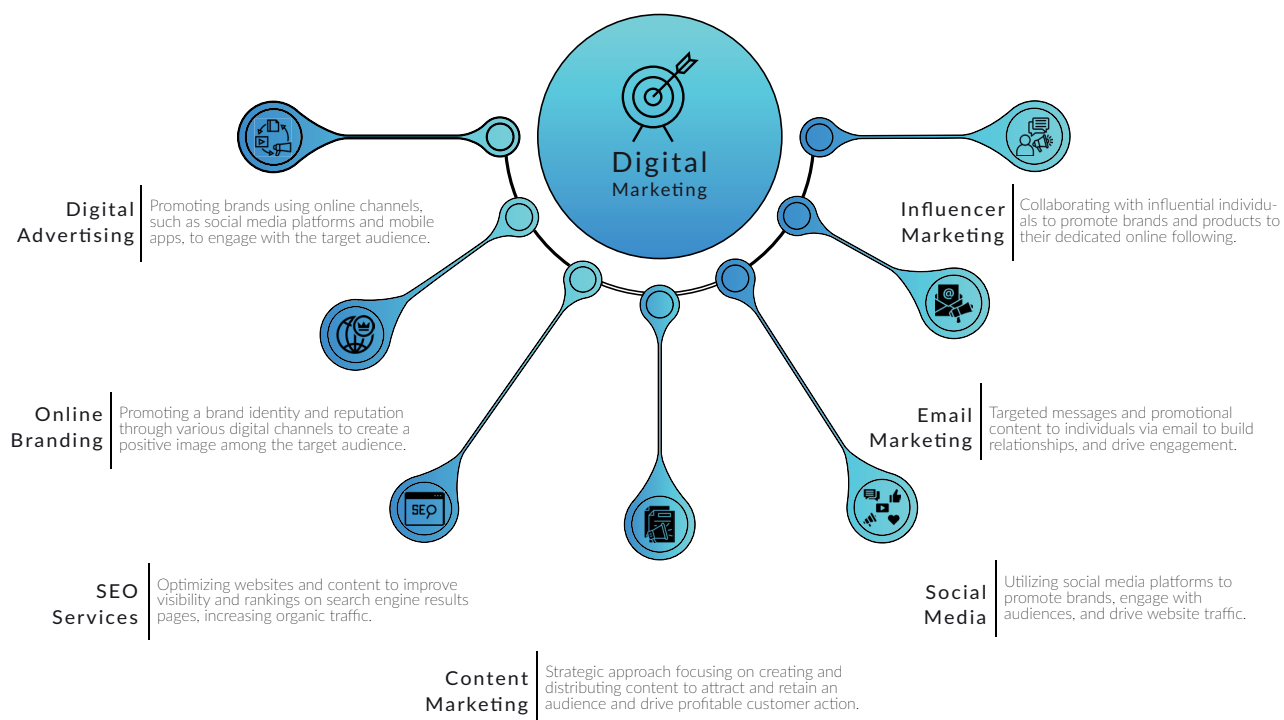 Digital
Marketing
Digital
Advertising
Promoting brands using online channels,
such as social media platforms and mobile
apps, to engage with the target audience.
Influencer
Marketing
Collaborating with influential individu-
als to promote brands and products to
their dedicated online following.
@
Online
Branding
Promoting a brand identity and reputation
through various digital channels to create a
positive image among the target audience.
Email
Marketing
Targeted messages and promotional
content to individuals via email to build
relationships, and drive engagement.
SEO
SEO
Services
Optimizing websites and content to improve
visibility and rankings on search engine results
pages, increasing organic traffic.
Social
Media
Utilizing social media platforms to
promote brands, engage with
audiences, and drive website traffic.
Content
Marketing
Strategic approach focusing on creating and
distributing content to attract and retain an
audience and drive profitable customer action.